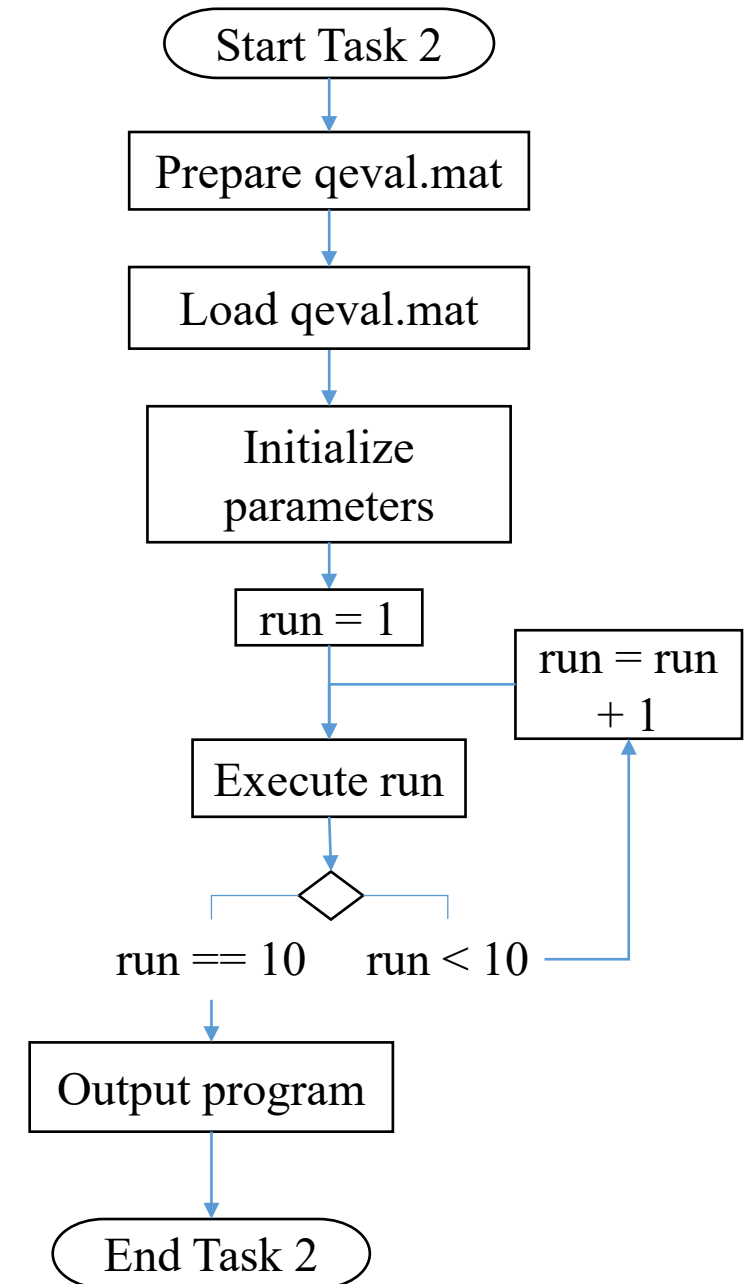 Start Task 2
Prepare qeval.mat
Load qeval.mat
Initialize
parameters
run = 1
run = run
+ 1
Execute run
run == 10
run < 10
Output program
End Task 2